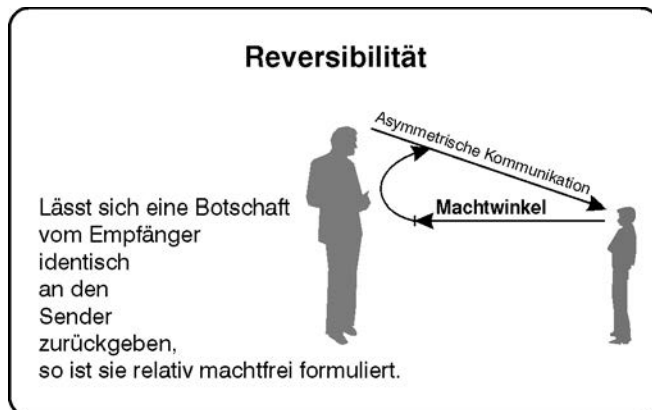 Reversibilität
Asymmetrische Kommunikation
Machtwinkel
Lässt sich eine Botschaft
vom Empfänger
identisch
an den
Sender
zurückgeben,
so ist sie relativ machtfrei formuliert.